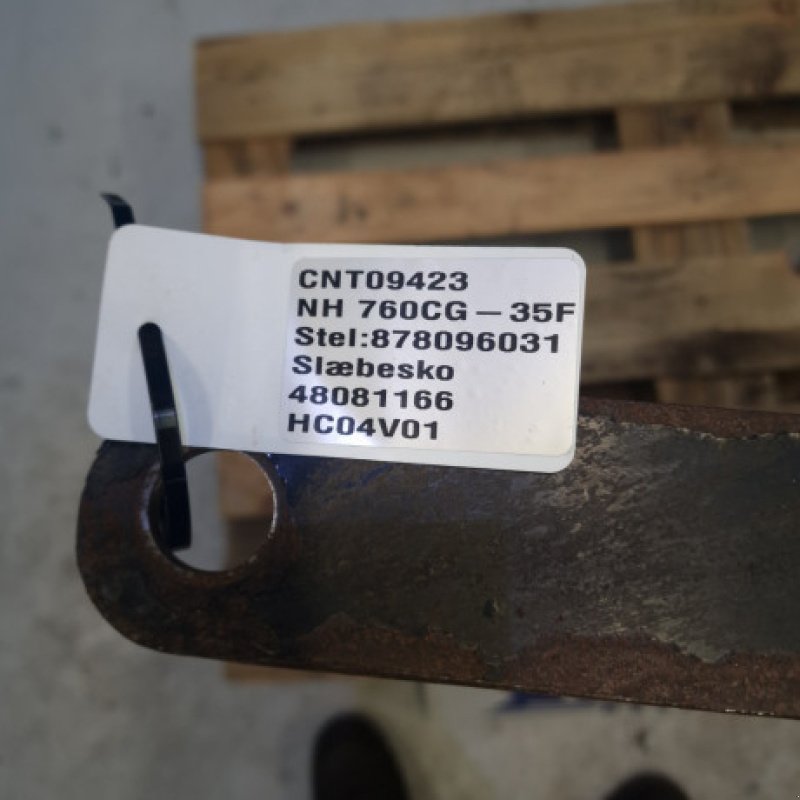 CNT09423
NH 760CG – 35F
Stel:878096031
Slæbesko
48081166
HC04V01